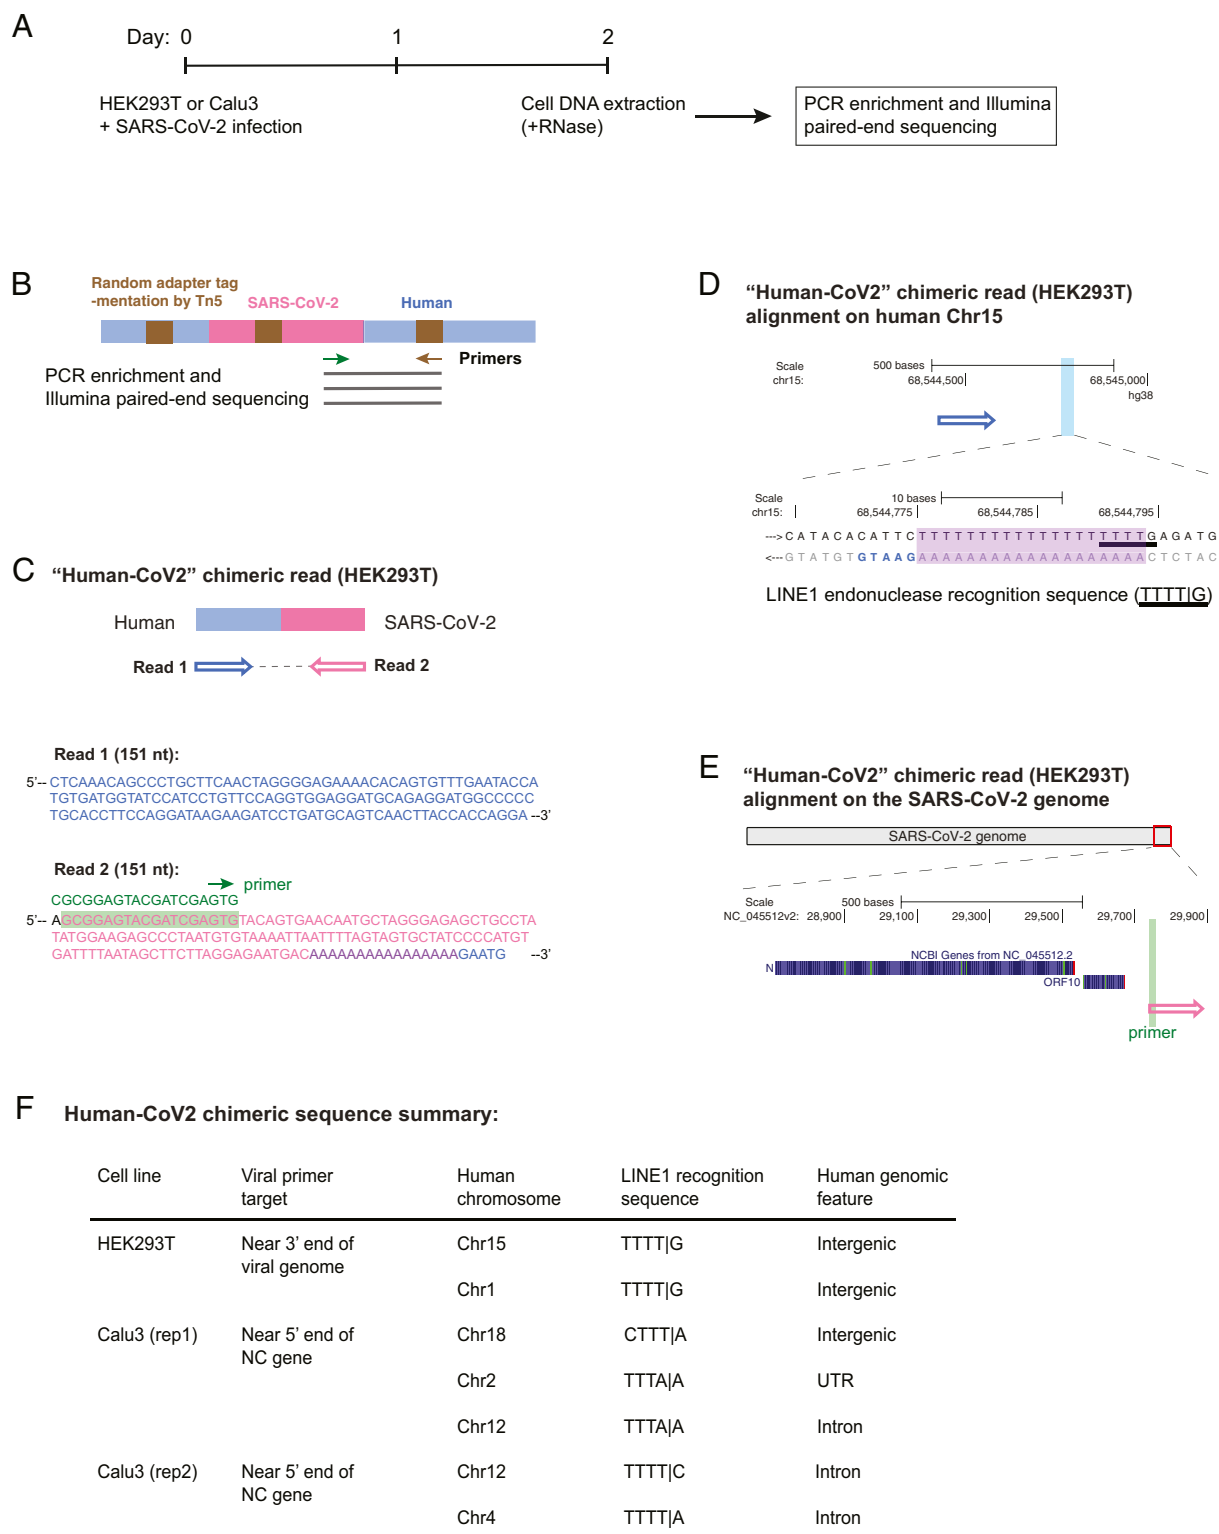 A
Day: 0 1 2
HEK293T or Calu3
+ SARS-CoV-2 infection
Cell DNA extraction
(+RNase)
PCR enrichment and Illumina
paired-end sequencing
B
Random adapter tag
-mentation by Tn5
SARS-CoV-2
Human
Primers
PCR enrichment and
Illumina paired-end sequencing
C
“Human-CoV2” chimeric read (HEK293T)
Human
SARS-CoV-2
Read 1
Read 2
Read 1 (151 nt):
5’-- CTCAAACAGCCCTGCTTCAACTAGGGGAGAAAACACAGTGTTTGAATACCA
TGTGATGGTATCCATCCTGTTCCAGGTGGAGGATGCAGAGGATGGCCCCC
TGCACCTTCCAGGATAAGAAGATCCTGATGCAGTCAACTTACCACCAGGA --3’
Read 2 (151 nt):
primer
CGCGGAGTACGATCGAGTG
5’-- AGCGGAGTACGATCGAGTGTACAGTGAACAATGCTAGGGAGAGCTGCCTA
TATGGAAGAGCCCTAATGTGTAAAATTAATTTTAGTAGTGCTATCCCCATGT
GATTTTAATAGCTTCTTAGGAGAATGACAAAAAAAAAAAAAAAAGAATG --3’
D
“Human-CoV2” chimeric read (HEK293T)
alignment on human Chr15
Scale
500 bases
chr15:
68,544,500
68,545,000
hg38
Scale
10 bases
chr15:
68,544,775
68,544,785
68,544,795
---> C A T A C A C A T T C T T T T T T T T T T T T T T T T T T T G A G A T G
<--- G T A T G T G T A A G A A A A A A A A A A A A A A A A A A A C T C T A C
LINE1 endonuclease recognition sequence (TTTT|G)
E
“Human-CoV2” chimeric read (HEK293T)
alignment on the SARS-CoV-2 genome
SARS-CoV-2 genome
Scale
500 bases
NC_045512v2:
28,900
29,100
29,300
29,500
29,700
29,900
NCBI Genes from NC_045512.2
N
ORF10
primer
F
Human-CoV2 chimeric sequence summary:
Cell line
Viral primer
target
Human
chromosome
LINE1 recognition
sequence
Human genomic
feature
HEK293T
Near 3’ end of
viral genome
Chr15
TTTT|G
Intergenic
Chr1
TTTT|G
Intergenic
Calu3 (rep1)
Near 5’ end of
NC gene
Chr18
CTTT|A
Intergenic
Chr2
TTTA|A
UTR
Chr12
TTTA|A
Intron
Calu3 (rep2)
Near 5’ end of
NC gene
Chr12
TTTT|C
Intron
Chr4
TTTT|A
Intron